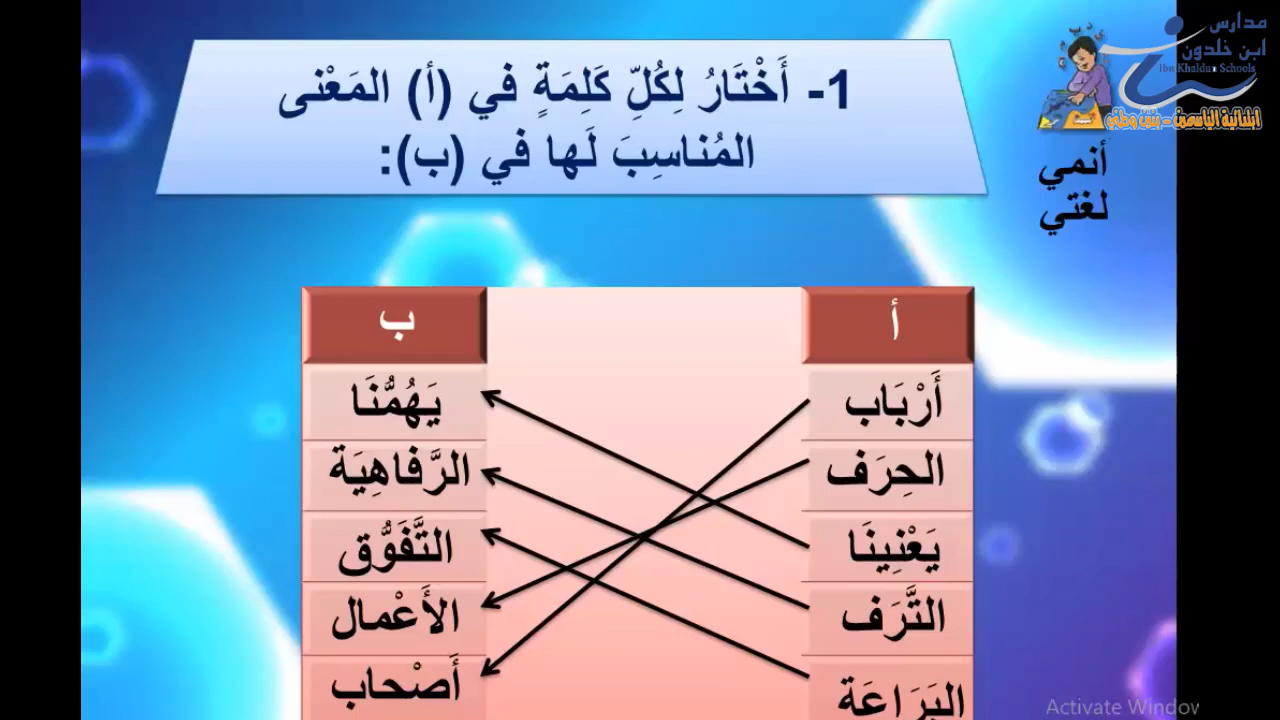 مدارس
ابن خلدون
Ibn Khaldun Schools
أنمي
لغتي
1- أَخْتَارُ لِكُلِّ كَلِمَةٍ في (أ) المَعْنى
المُناسِبَ لَها في (ب):
أ
ب
أَرْبَاب
يَهُمُّنَا
الحِرَف
الرَّفاهِيَة
يَعْنِينَا
التَّفَوُّق
التَّرَف
الأَعْمال
البَرَاعَة
أَصْحاب
Activate Window